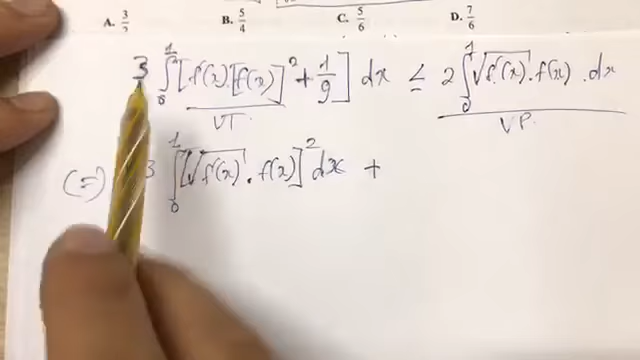 A. 3/2 B. 5/4 C. 5/6 D. 7/6
3 ∫₀¹ [f'(x).[f(x)]² + 1/9] dx ≤ 2 ∫₀¹ √f'(x) . f(x) . dx
VT VP.
(=) 3 ∫₀¹ [√f'(x) . f(x)]² dx +